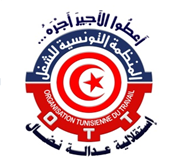 أعطوا الأجير أجره...
المنظمة التونسية للشغل
ORGANISATION TUNISIENNE DU TRAVAIL
O T T
إستقلالية عدالة نضال